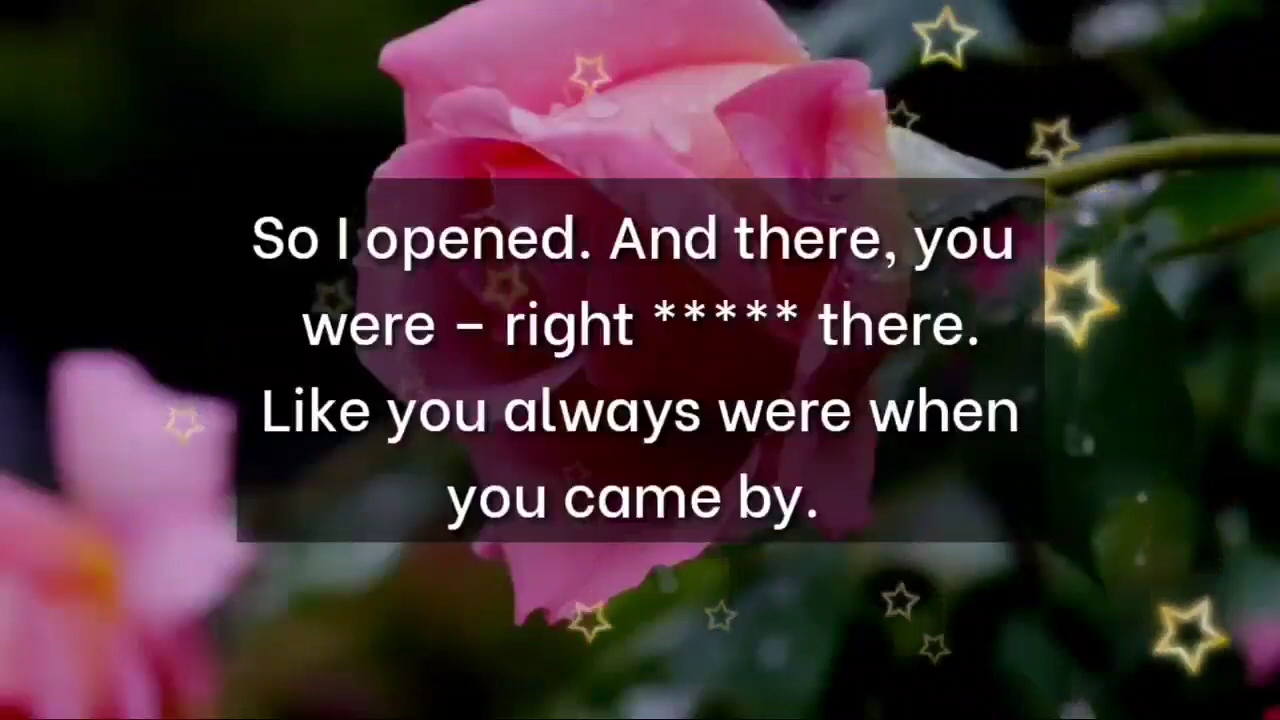 So I opened. And there, you
were – right ***** there.
Like you always were when
you came by.